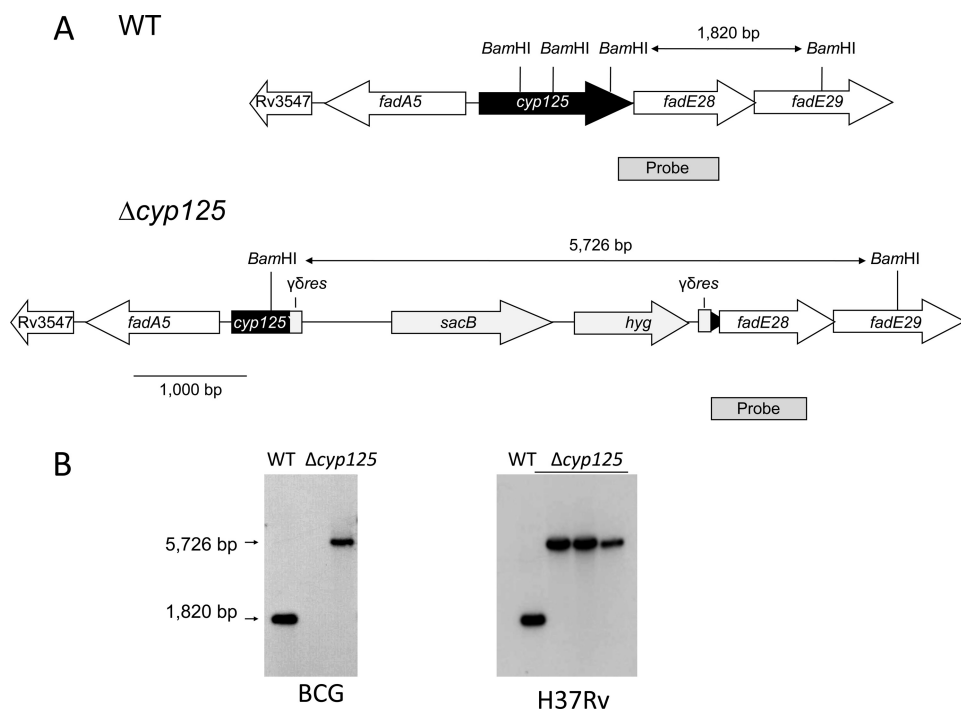 A WT
1,820 bp
BamHI BamHI BamHI BamHI
Rv3547 fadA5 cyp125 fadE28 fadE29
Probe
Δcyp125
5,726 bp
BamHI BamHI
γδres γδres
Rv3547 fadA5 cyp125' sacB hyg fadE28 fadE29
1,000 bp
Probe
B
WT Δcyp125 WT Δcyp125
5,726 bp
1,820 bp
BCG H37Rv